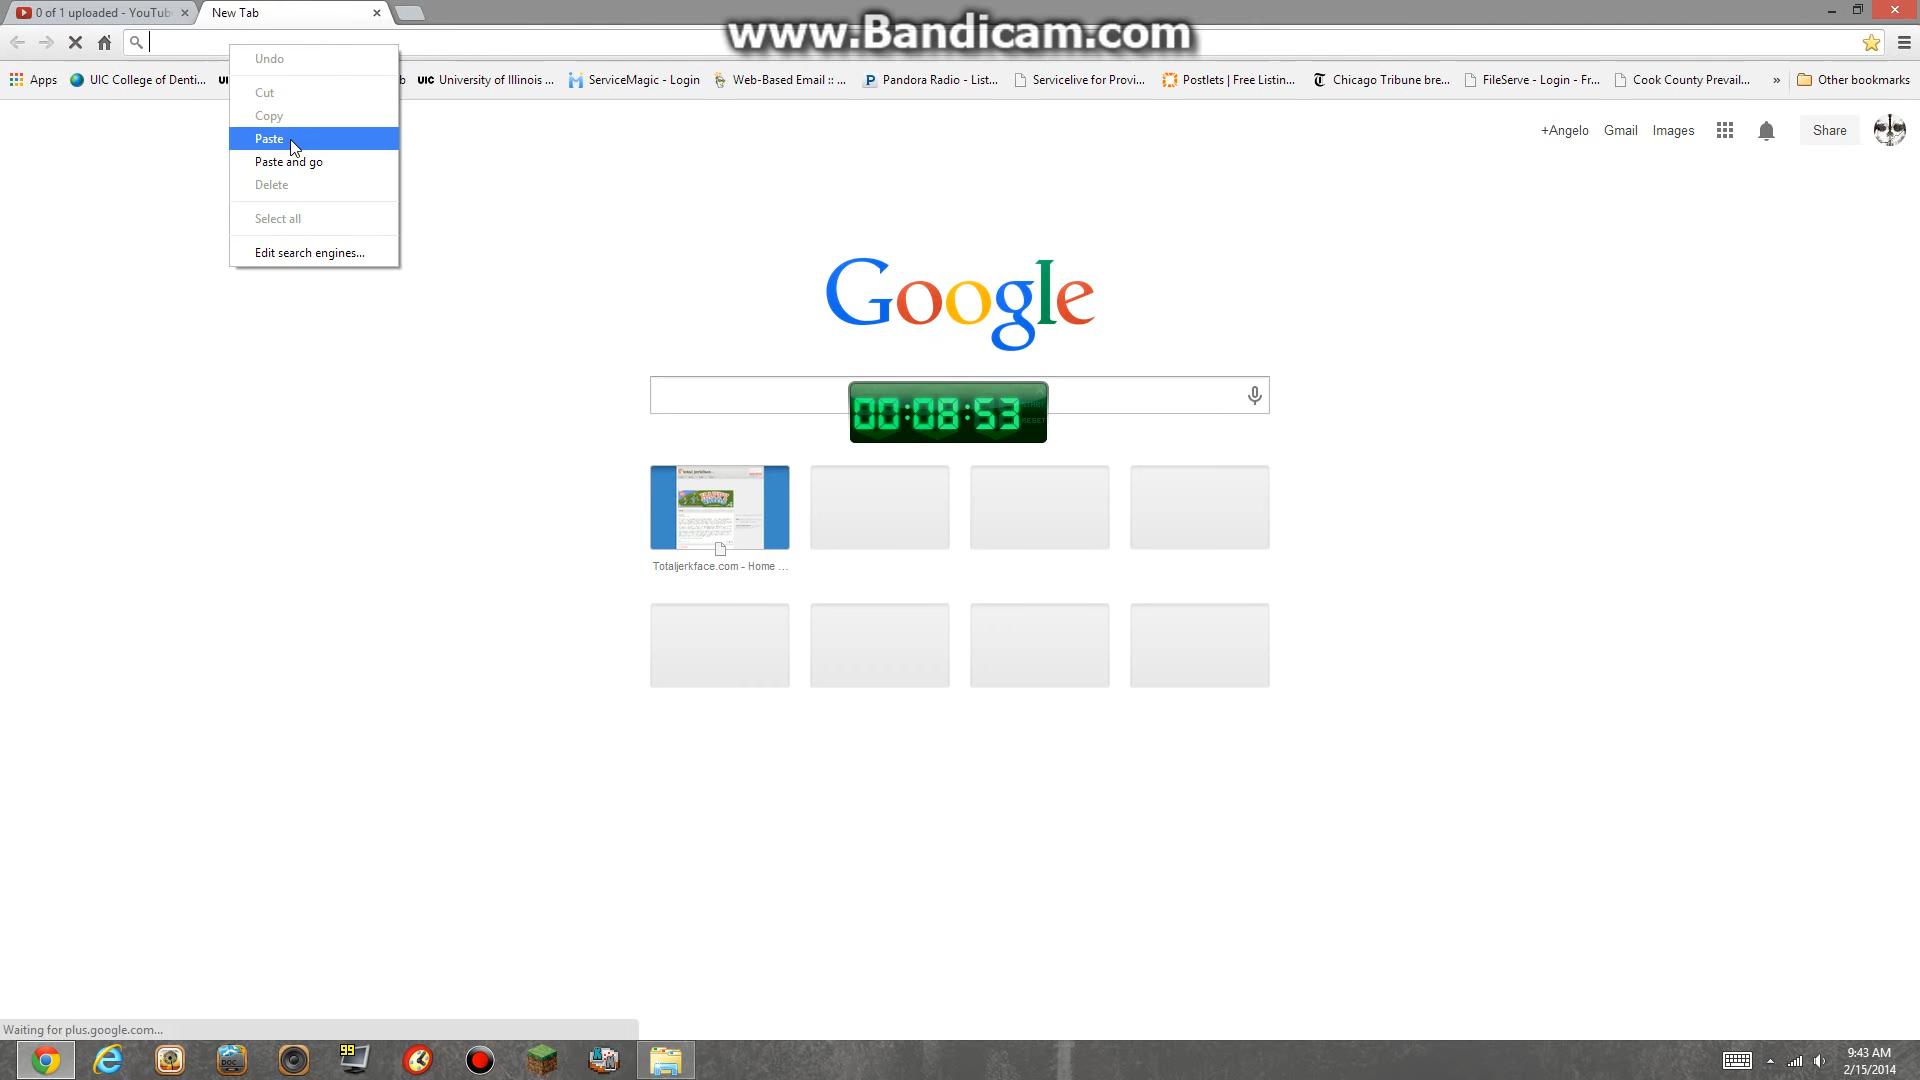 0 of 1 uploaded - YouTub
New Tab
www.Bandicam.com
Undo
Cut
Copy
Paste
Paste and go
Delete
Select all
Edit search engines...
Apps
UIC College of Denti...
UIC University of Illinois ...
ServiceMagic - Login
Web-Based Email :: ...
Pandora Radio - List...
Servicelive for Provi...
Postlets | Free Listin...
Chicago Tribune bre...
FileServe - Login - Fr...
Cook County Prevail...
»
Other bookmarks
+Angelo
Gmail
Images
Share
Google
00:08:53
RESET
Totaljerkface.com - Home ...
Waiting for plus.google.com...
99
DOC
9:43 AM
2/15/2014